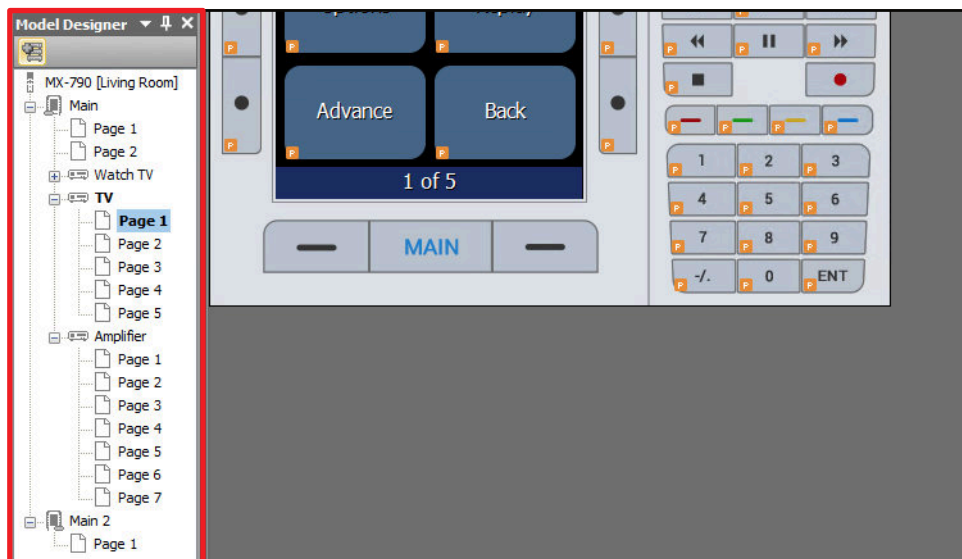 Model Designer
MX-790 [Living Room]
Main
Page 1
Page 2
Watch TV
TV
Page 1
Page 2
Page 3
Page 4
Page 5
Amplifier
Page 1
Page 2
Page 3
Page 4
Page 5
Page 6
Page 7
Main 2
Page 1
Options Replay
P P P P
Advance Back
P P P P
1 of 5
MAIN
P P P
P P
P P P P
1 2 3
P P P
4 5 6
P P P
7 8 9
P P P
-/. 0 ENT
P P P